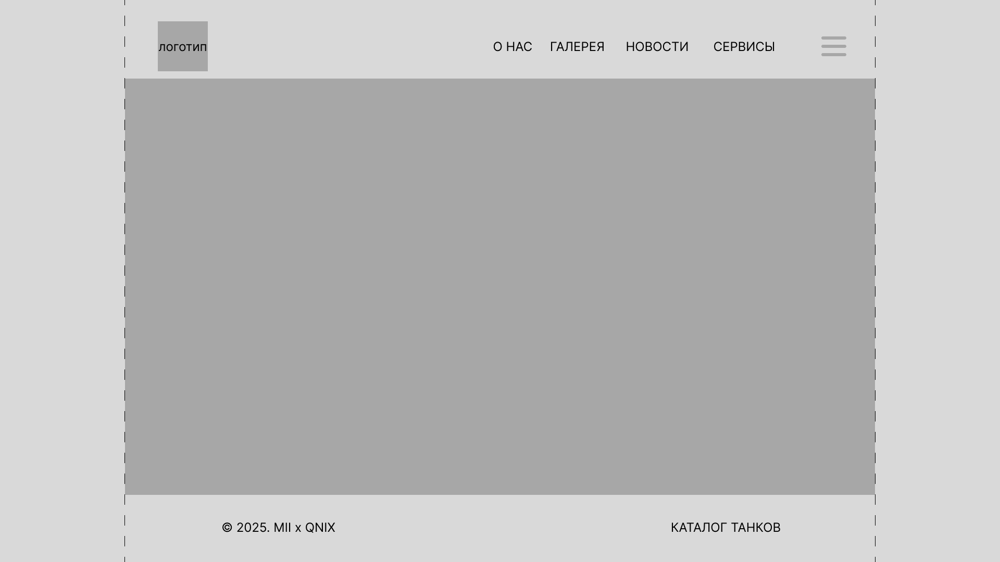 логотип
О НАС ГАЛЕРЕЯ НОВОСТИ СЕРВИСЫ
© 2025. MII x QNIX
КАТАЛОГ ТАНКОВ